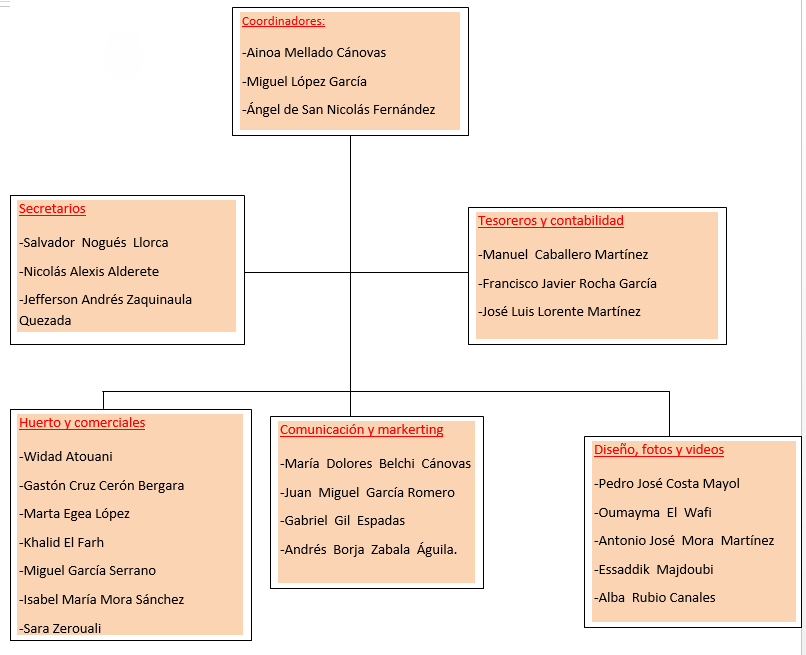 Coordinadores:
-Ainoa Mellado Cánovas
-Miguel López García
-Ángel de San Nicolás Fernández
Secretarios
-Salvador Nogués Llorca
-Nicolás Alexis Alderete
-Jefferson Andrés Zaquinaula
Quezada
Tesoreros y contabilidad
-Manuel Caballero Martínez
-Francisco Javier Rocha García
-José Luis Lorente Martínez
Huerto y comerciales
-Widad Atouani
-Gastón Cruz Cerón Bergara
-Marta Egea López
-Khalid El Farh
-Miguel García Serrano
-Isabel María Mora Sánchez
-Sara Zerouali
Comunicación y markerting
-María Dolores Belchi Cánovas
-Juan Miguel García Romero
-Gabriel Gil Espadas
-Andrés Borja Zabala Águila.
Diseño, fotos y videos
-Pedro José Costa Mayol
-Oumayma El Wafi
-Antonio José Mora Martínez
-Essaddik Majdoubi
-Alba Rubio Canales